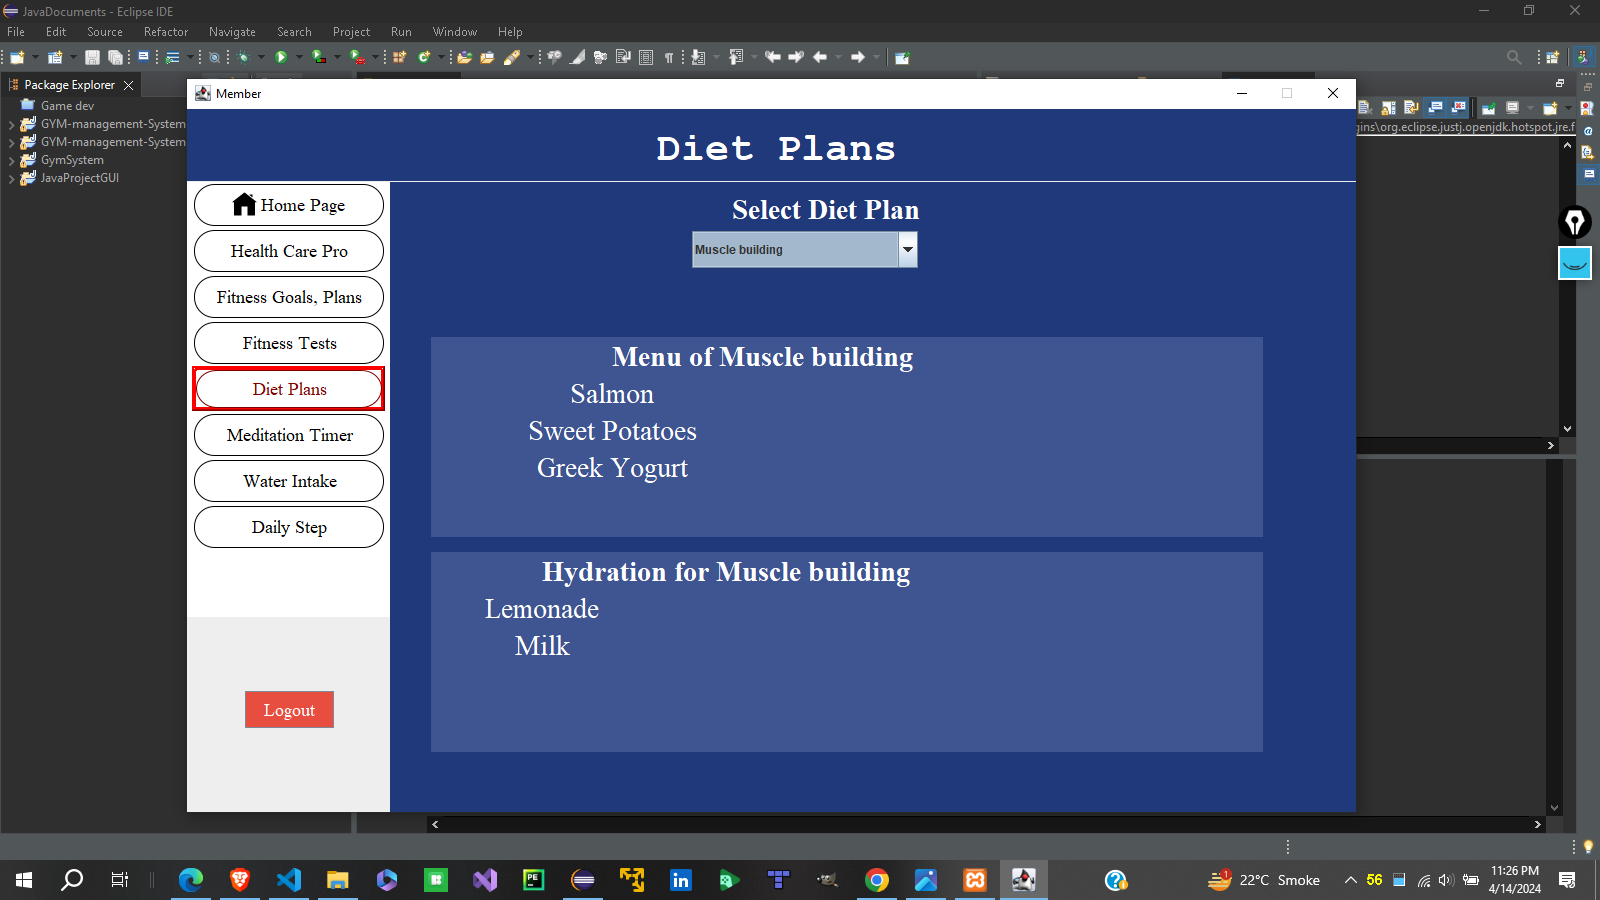 JavaDocuments - Eclipse IDE
File Edit Source Refactor Navigate Search Project Run Window Help
Package Explorer
Game dev
GYM-management-System
GYM-management-System
GymSystem
JavaProjectGUI
Member
gins\org.eclipse.justj.openjdk.hotspot.jre.f
Diet Plans
Home Page
Health Care Pro
Fitness Goals, Plans
Fitness Tests
Diet Plans
Meditation Timer
Water Intake
Daily Step
Logout
Select Diet Plan
Muscle building
Menu of Muscle building
Salmon
Sweet Potatoes
Greek Yogurt
Hydration for Muscle building
Lemonade
Milk
1
22°C Smoke
56
11:26 PM
4/14/2024